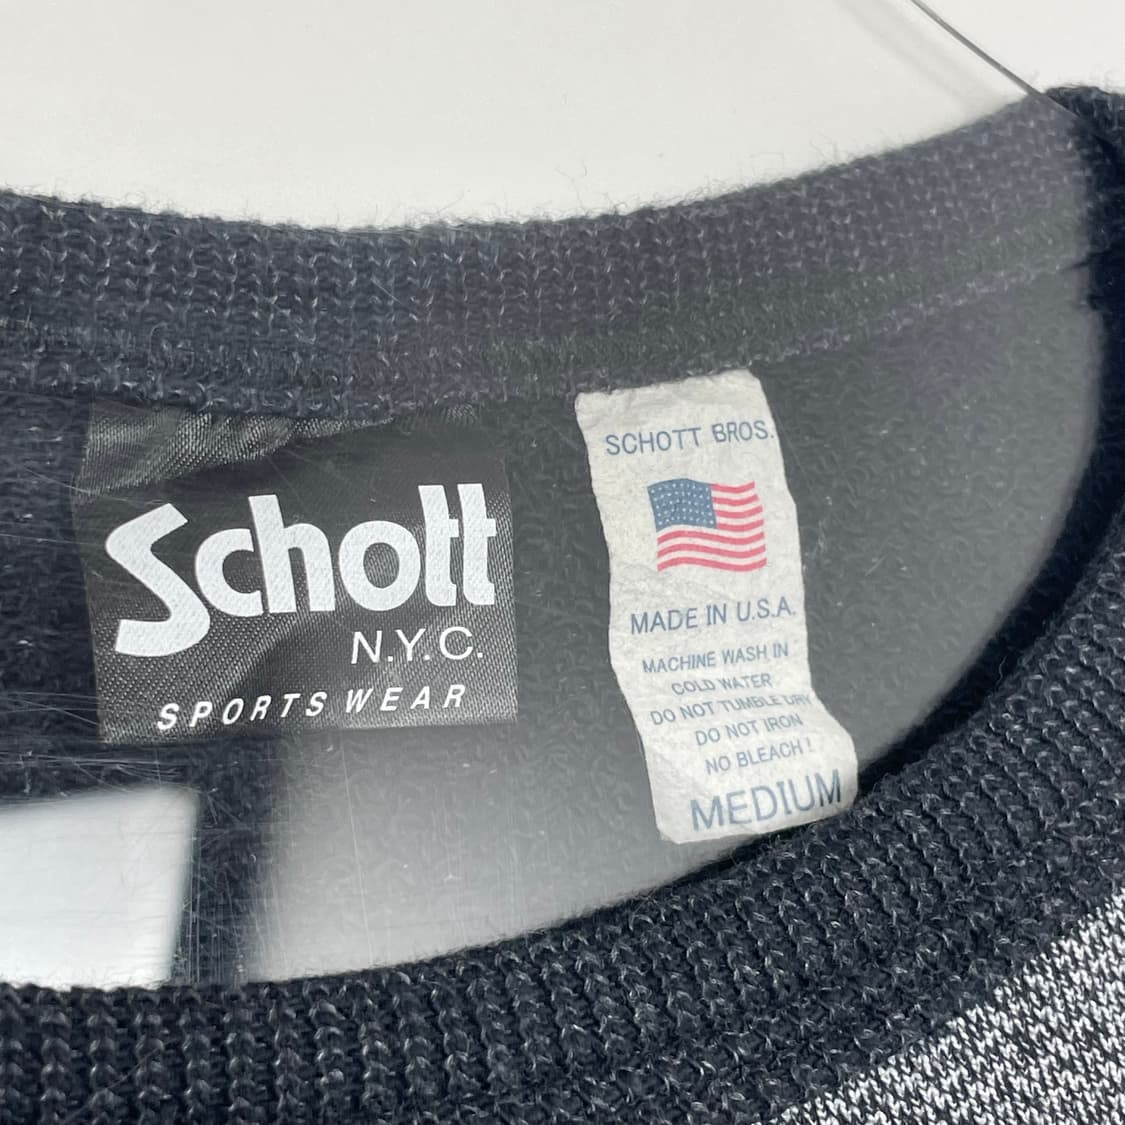 Schott
N.Y.C.
SPORTS WEAR
SCHOTT BROS.
MADE IN U.S.A.
MACHINE WASH IN
COLD WATER
DO NOT TUMBLE DRY
DO NOT IRON
NO BLEACH!
MEDIUM